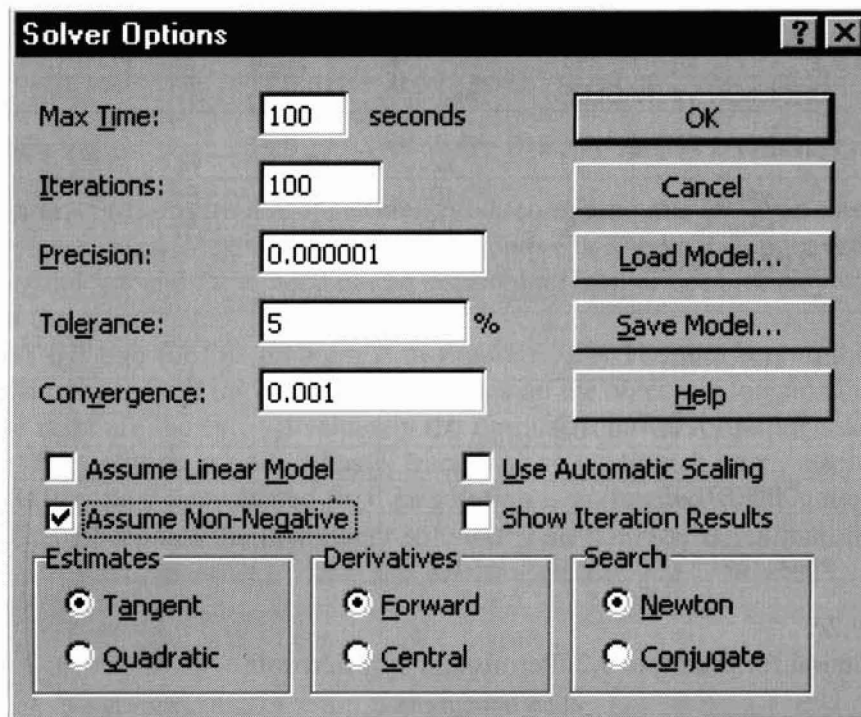 Solver Options
Max Time: 100 seconds
OK
Iterations: 100
Cancel
Precision: 0.000001
Load Model...
Tolerance: 5 %
Save Model...
Convergence: 0.001
Help
Assume Linear Model
Use Automatic Scaling
Assume Non-Negative
Show Iteration Results
Estimates
Tangent
Quadratic
Derivatives
Forward
Central
Search
Newton
Conjugate